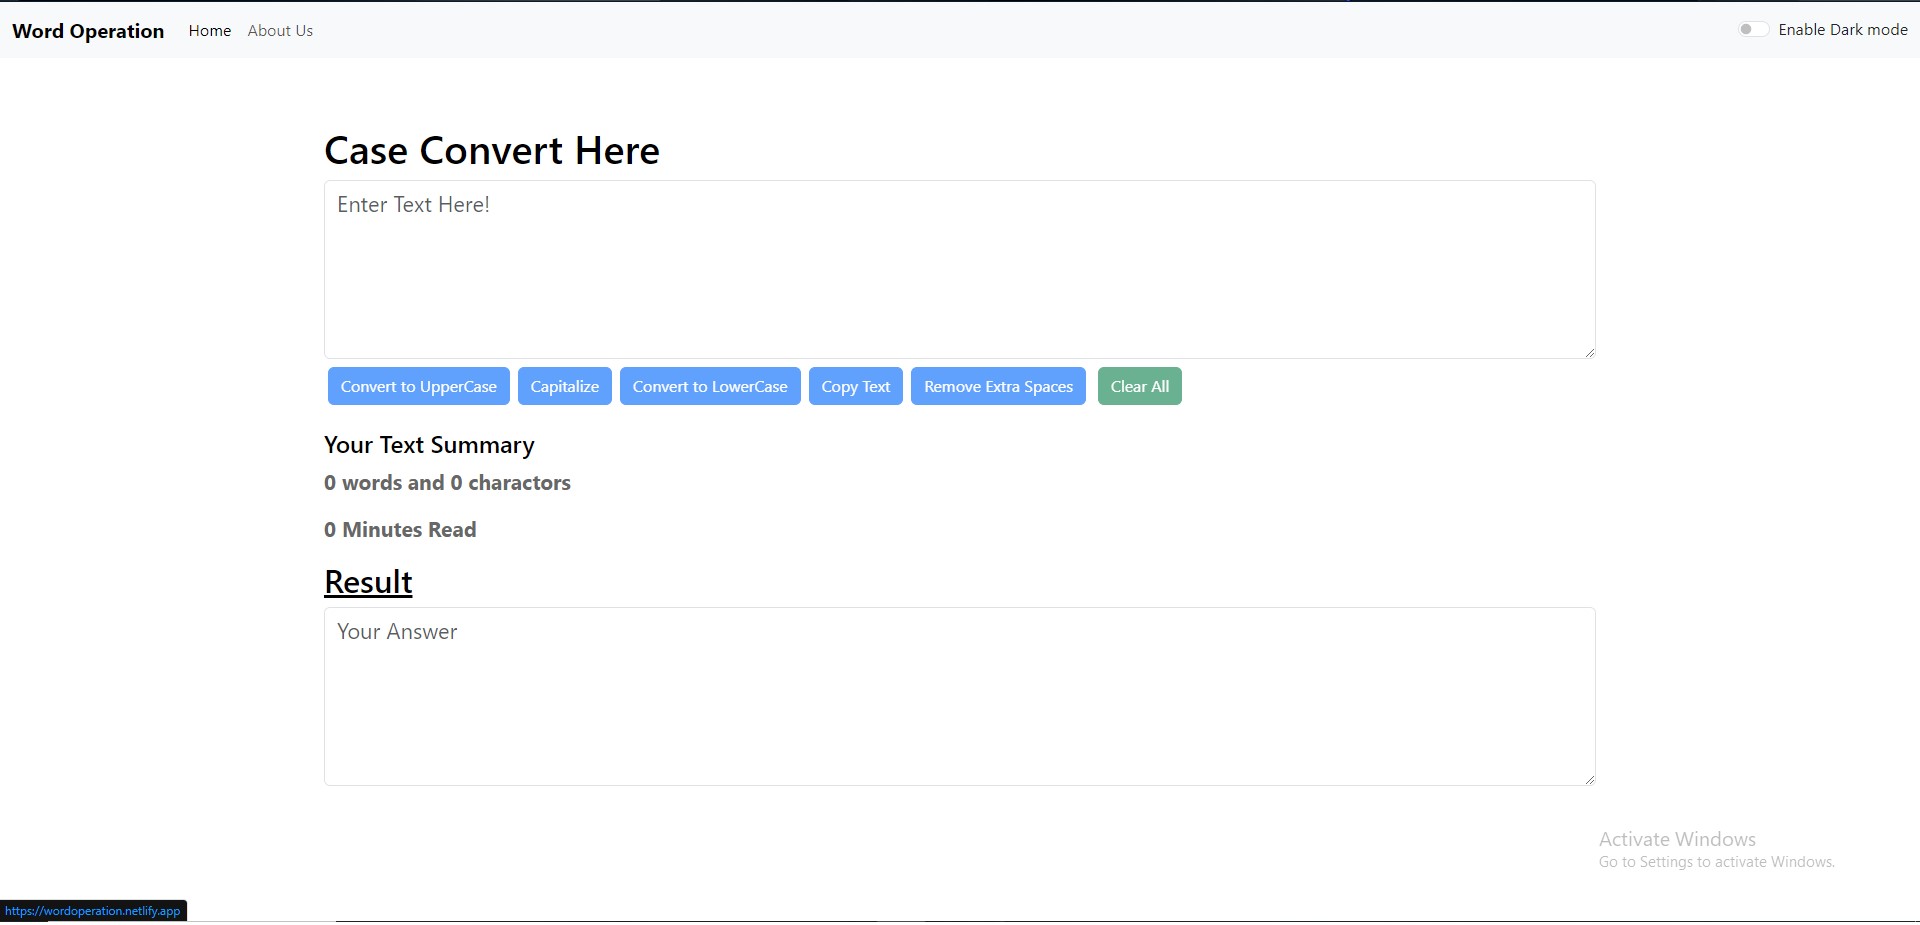 Word Operation Home About Us Enable Dark mode
Case Convert Here
Enter Text Here!
Convert to UpperCase Capitalize Convert to LowerCase Copy Text Remove Extra Spaces Clear All
Your Text Summary
0 words and 0 charactors
0 Minutes Read
Result
Your Answer
Activate Windows
Go to Settings to activate Windows.
https://wordoperation.netlify.app